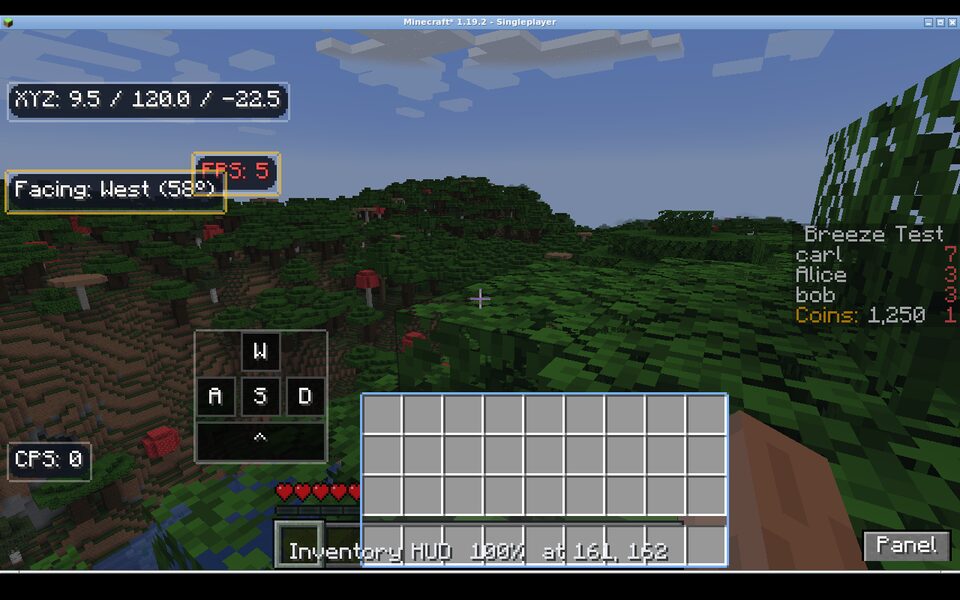 Minecraft* 1.19.2 - Singleplayer
XYZ: 9.5 / 120.0 / -22.5
FPS: 5
Facing: West (58º)
Breeze Test
carl 7
Alice 3
bob 3
Coins: 1,250 1
W
A S D
^
CPS: 0
Inventory HUD 100% at 161, 162
Panel